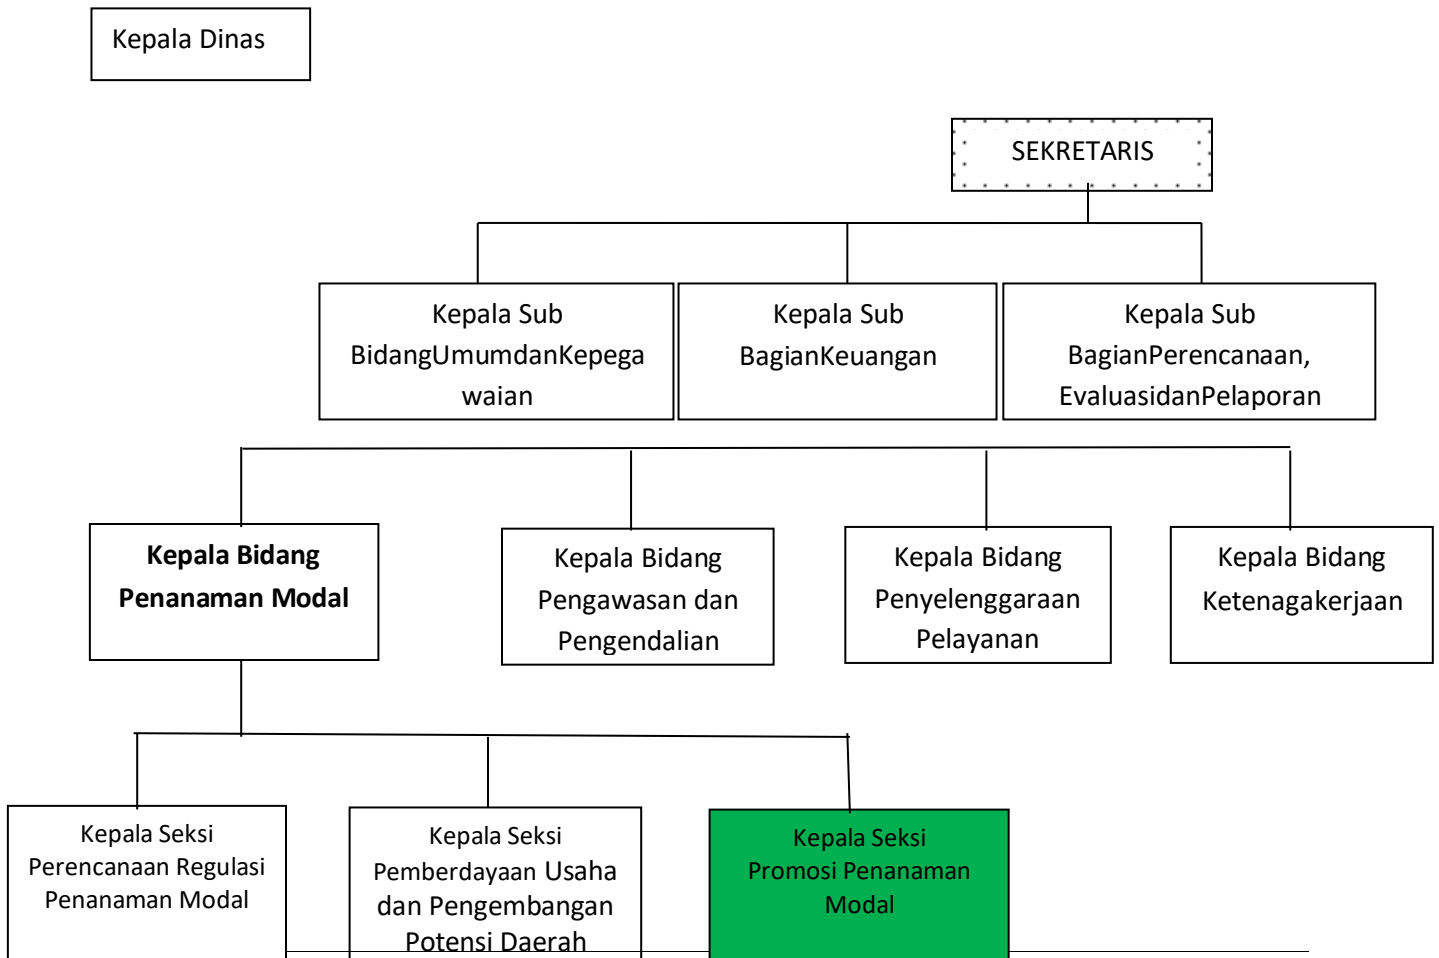 Kepala Dinas
SEKRETARIS
Kepala Sub
BidangUmumdanKepega
waian
Kepala Sub
BagianKeuangan
Kepala Sub
BagianPerencanaan,
EvaluasidanPelaporan
Kepala Bidang
Penanaman Modal
Kepala Bidang
Pengawasan dan
Pengendalian
Kepala Bidang
Penyelenggaraan
Pelayanan
Kepala Bidang
Ketenagakerjaan
Kepala Seksi
Perencanaan Regulasi
Penanaman Modal
Kepala Seksi
Pemberdayaan Usaha
dan Pengembangan
Potensi Daerah
Kepala Seksi
Promosi Penanaman
Modal